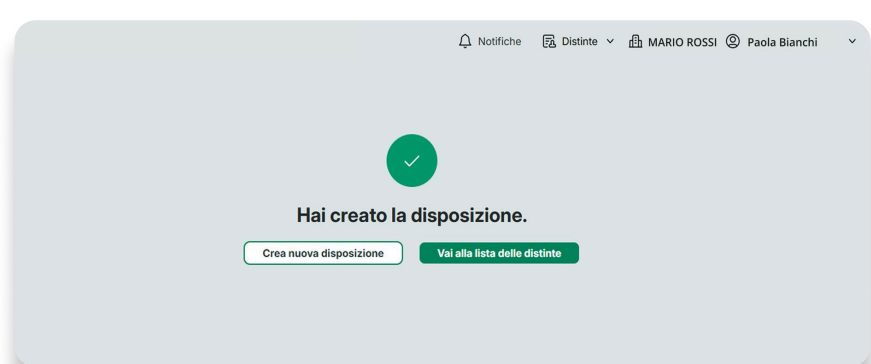 Notifiche Distinte MARIO ROSSI Paola Bianchi
Hai creato la disposizione.
Crea nuova disposizione Vai alla lista delle distinte